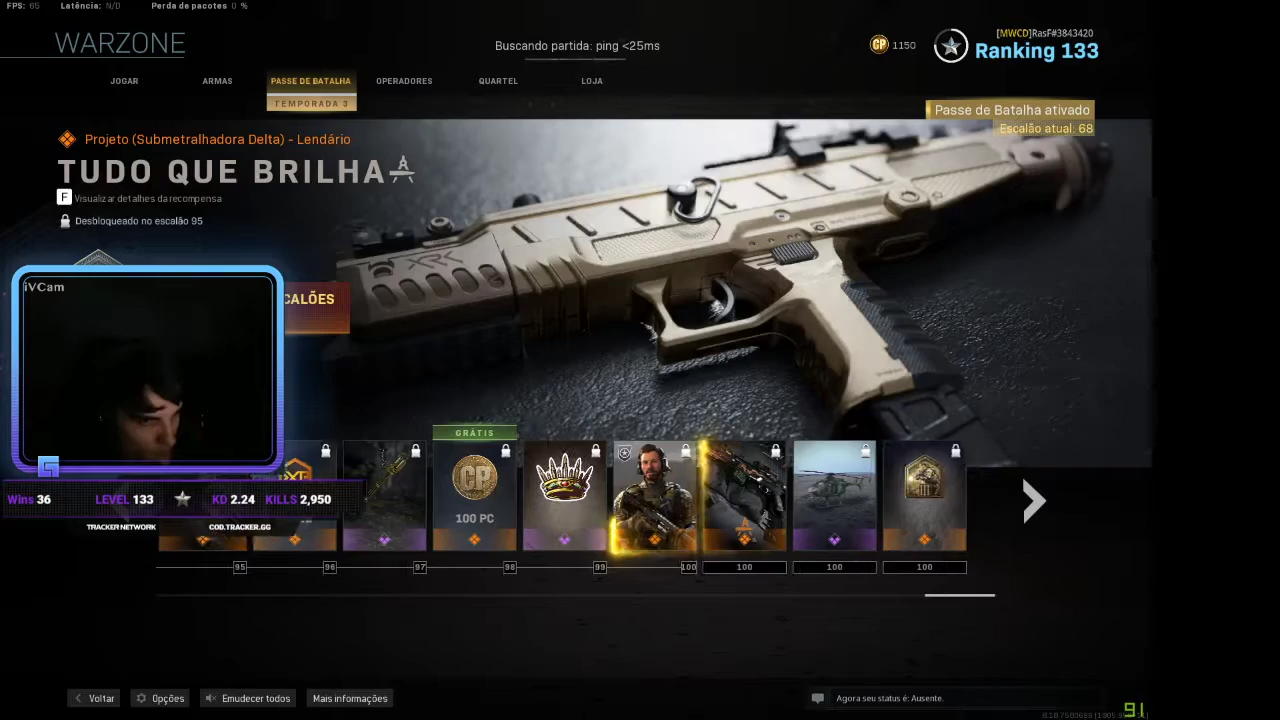 FPS: 65 Latência: N/D Perda de pacotes 0 %
WARZONE
Buscando partida: ping <25ms
CP 1150
[MWCD]RasF#3843420
Ranking 133
JOGAR ARMAS PASSE DE BATALHA OPERADORES QUARTEL LOJA
TEMPORADA 3
Passe de Batalha ativado
Escalão atual: 68
Projeto (Submetralhadora Delta) - Lendário
TUDO QUE BRILHA
F Visualizar detalhes da recompensa
Desbloqueado no escalão 95
XRK
iVCam
CALÕES
GRÁTIS
CP
100 PC
Wins 36 LEVEL 133 KD 2.24 KILLS 2,950
TRACKER NETWORK COD.TRACKER.GG
95 96 97 98 99 100 100 100 100
Voltar Opções Emudecer todos Mais informações
Agora seu status é: Ausente.
91